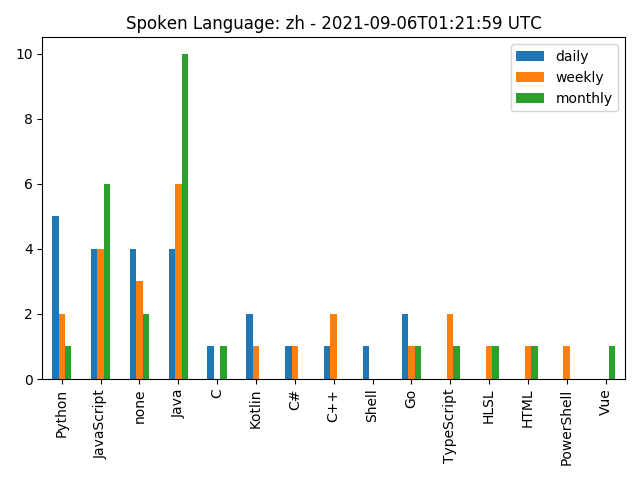 Spoken Language: zh - 2021-09-06T01:21:59 UTC
daily
weekly
monthly
10
8
6
4
2
0
Python
JavaScript
none
Java
C
Kotlin
C#
C++
Shell
Go
TypeScript
HLSL
HTML
PowerShell
Vue